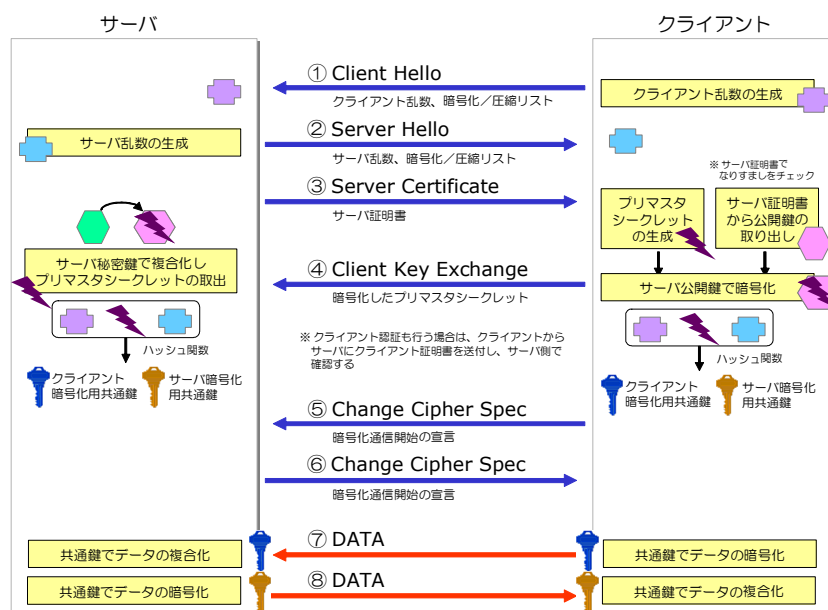 サーバ
クライアント
① Client Hello
クライアント乱数、暗号化／圧縮リスト
クライアント乱数の生成
サーバ乱数の生成
② Server Hello
サーバ乱数、暗号化／圧縮リスト
※ サーバ証明書で
なりすましをチェック
③ Server Certificate
サーバ証明書
プリマスタ
シークレット
の生成
サーバ証明書
から公開鍵の
取り出し
サーバ秘密鍵で複合化し
プリマスタシークレットの取出
④ Client Key Exchange
暗号化したプリマスタシークレット
サーバ公開鍵で暗号化
※ クライアント認証も行う場合は、クライアントから
サーバにクライアント証明書を送付し、サーバ側で
確認する
ハッシュ関数
ハッシュ関数
クライアント
暗号化用共通鍵
サーバ暗号化
用共通鍵
クライアント
暗号化用共通鍵
サーバ暗号化
用共通鍵
⑤ Change Cipher Spec
暗号化通信開始の宣言
⑥ Change Cipher Spec
暗号化通信開始の宣言
共通鍵でデータの複合化
⑦ DATA
共通鍵でデータの暗号化
共通鍵でデータの暗号化
⑧ DATA
共通鍵でデータの複合化